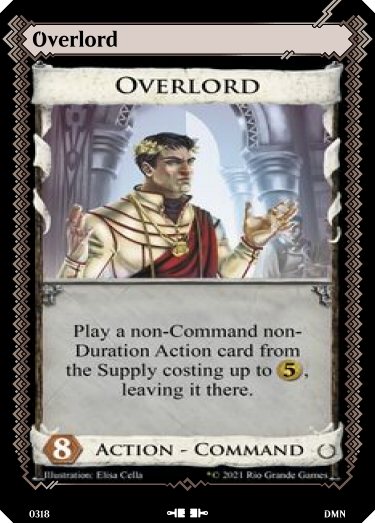 Overlord
OVERLORD
Play a non-Command non-
Duration Action card from
the Supply costing up to 5,
leaving it there.
8 ACTION - COMMAND
Illustration: Elisa Cella *© 2021 Rio Grande Games
0318 DMN